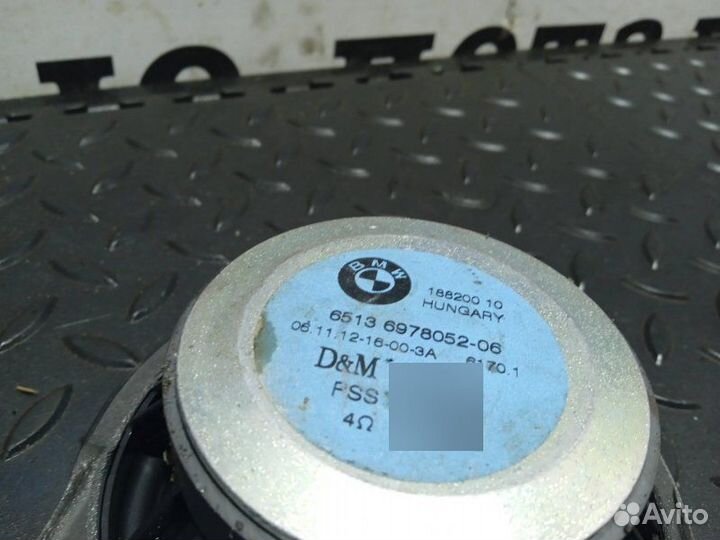 BMW
188200 10
HUNGARY
6513 6978052-06
06.11.12-16-00-3A 6170.1
D&M
PSS
4Ω
Avito